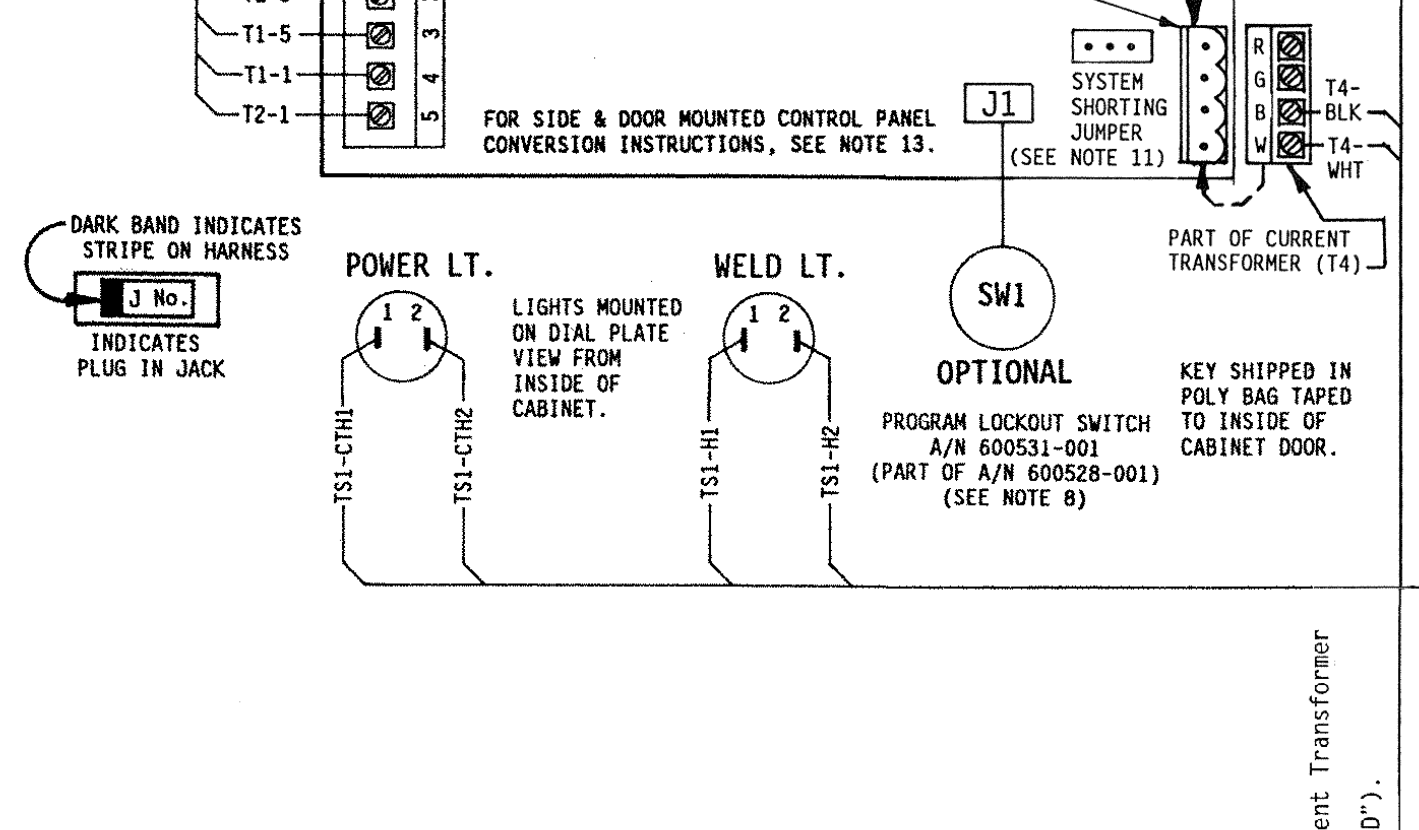 T1-5
3
T1-1
4
T2-1
5
FOR SIDE & DOOR MOUNTED CONTROL PANEL
CONVERSION INSTRUCTIONS, SEE NOTE 13.
J1
SYSTEM
SHORTING
JUMPER
(SEE NOTE 11)
R
G
B
W
T4-
BLK
T4-
WHT
PART OF CURRENT
TRANSFORMER (T4)
DARK BAND INDICATES
STRIPE ON HARNESS
J No.
INDICATES
PLUG IN JACK
POWER LT.
1 2
TS1-CTH1
TS1-CTH2
LIGHTS MOUNTED
ON DIAL PLATE
VIEW FROM
INSIDE OF
CABINET.
WELD LT.
1 2
TS1-H1
TS1-H2
SW1
OPTIONAL
PROGRAM LOCKOUT SWITCH
A/N 600531-001
(PART OF A/N 600528-001)
(SEE NOTE 8)
KEY SHIPPED IN
POLY BAG TAPED
TO INSIDE OF
CABINET DOOR.
ent Transformer
D").